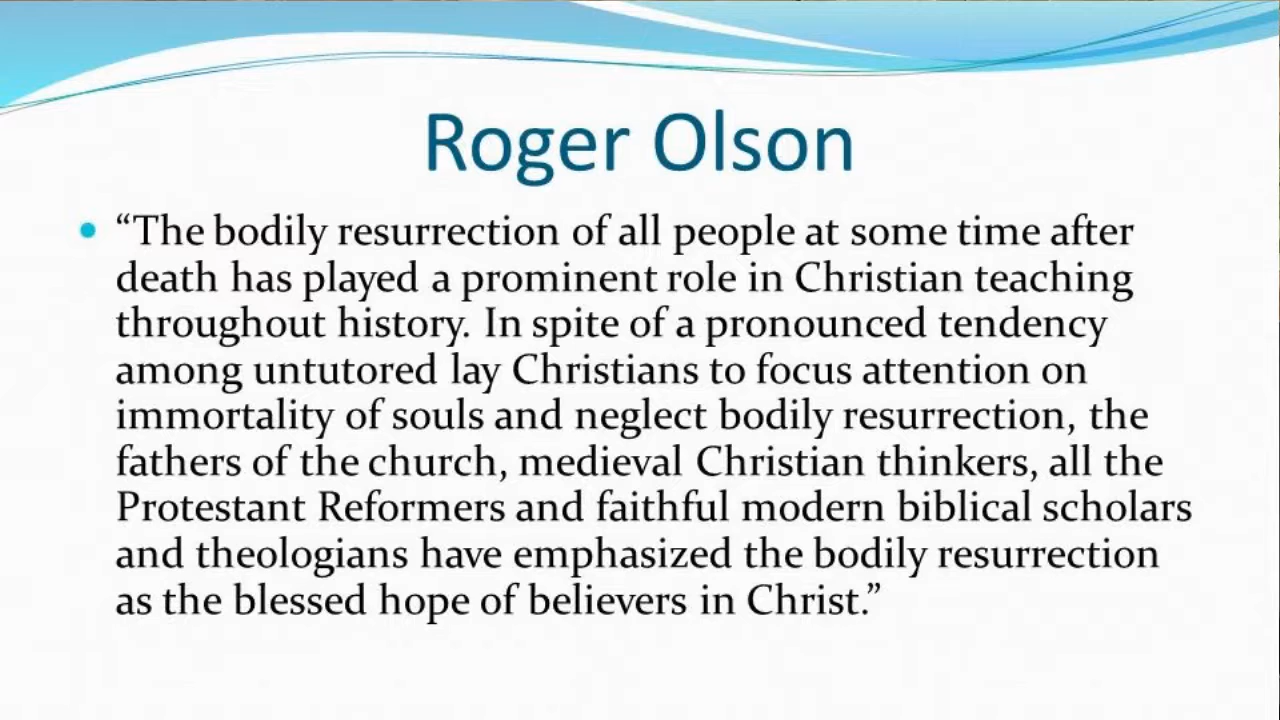 Roger Olson
• “The bodily resurrection of all people at some time after
death has played a prominent role in Christian teaching
throughout history. In spite of a pronounced tendency
among untutored lay Christians to focus attention on
immortality of souls and neglect bodily resurrection, the
fathers of the church, medieval Christian thinkers, all the
Protestant Reformers and faithful modern biblical scholars
and theologians have emphasized the bodily resurrection
as the blessed hope of believers in Christ.”